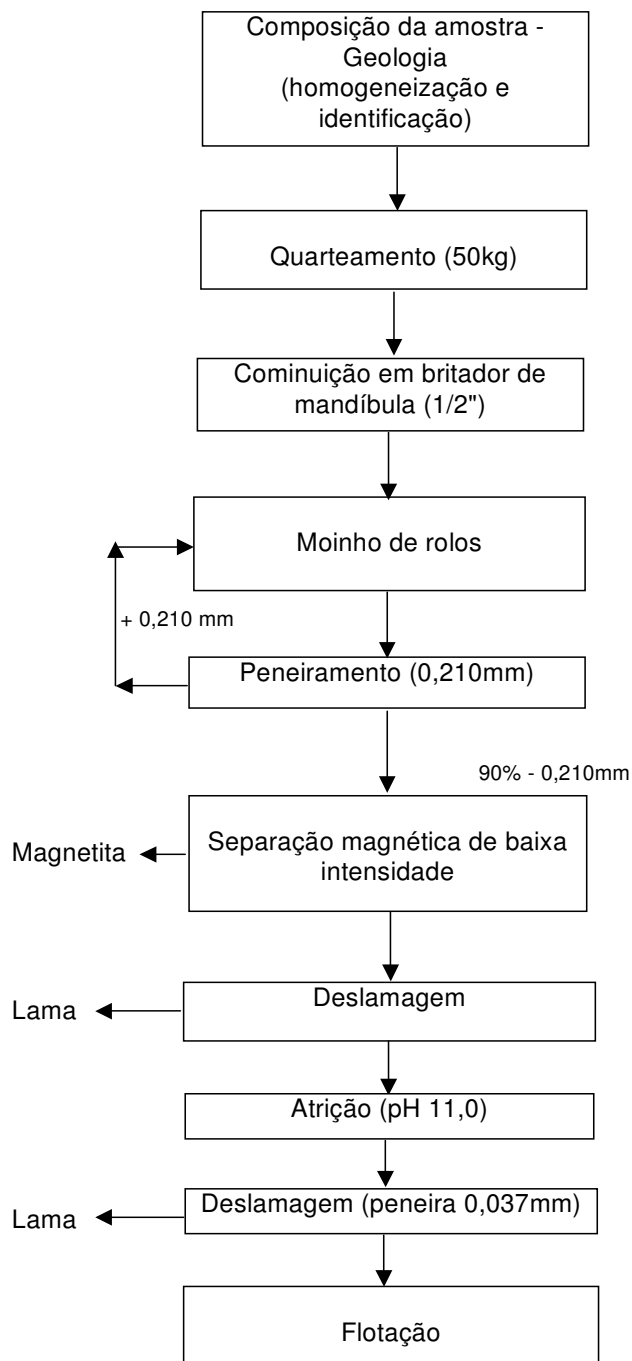 Composição da amostra -
Geologia
(homogeneização e
identificação)
Quarteamento (50kg)
Cominuição em britador de
mandíbula (1/2")
Moinho de rolos
+ 0,210 mm
Peneiramento (0,210mm)
90% - 0,210mm
Magnetita
Separação magnética de baixa
intensidade
Lama
Deslamagem
Atrição (pH 11,0)
Lama
Deslamagem (peneira 0,037mm)
Flotação